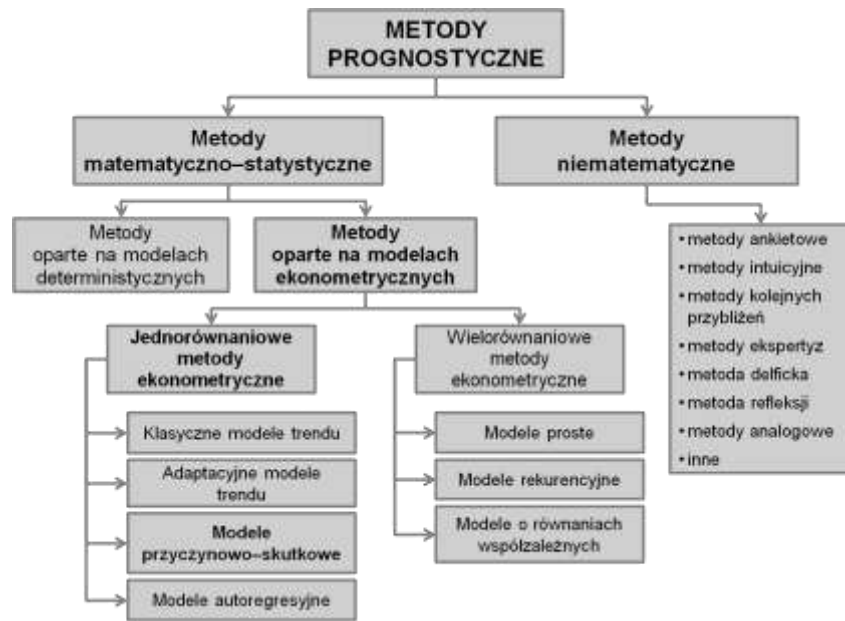 METODY
PROGNOSTYCZNE
Metody
matematyczno–statystyczne
Metody
niematematyczne
Metody
oparte na modelach
deterministycznych
Metody
oparte na modelach
ekonometrycznych
• metody ankietowe
• metody intuicyjne
• metody kolejnych
przybliżeń
• metody ekspertyz
• metoda delficka
• metoda refleksji
• metody analogowe
• inne
Jednorównaniowe
metody
ekonometryczne
Wielorównaniowe
metody
ekonometryczne
Klasyczne modele trendu
Adaptacyjne modele
trendu
Modele
przyczynowo–skutkowe
Modele autoregresyjne
Modele proste
Modele rekurencyjne
Modele o równaniach
współzależnych